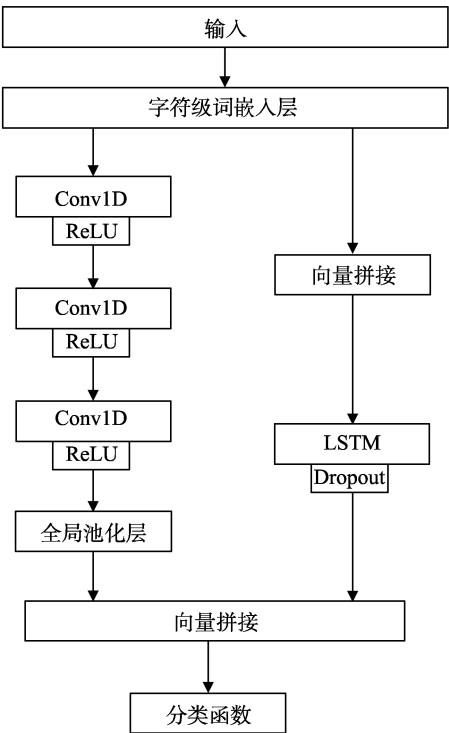 输入
字符级词嵌入层
Conv1D
ReLU
Conv1D
ReLU
Conv1D
ReLU
全局池化层
向量拼接
LSTM
Dropout
向量拼接
分类函数